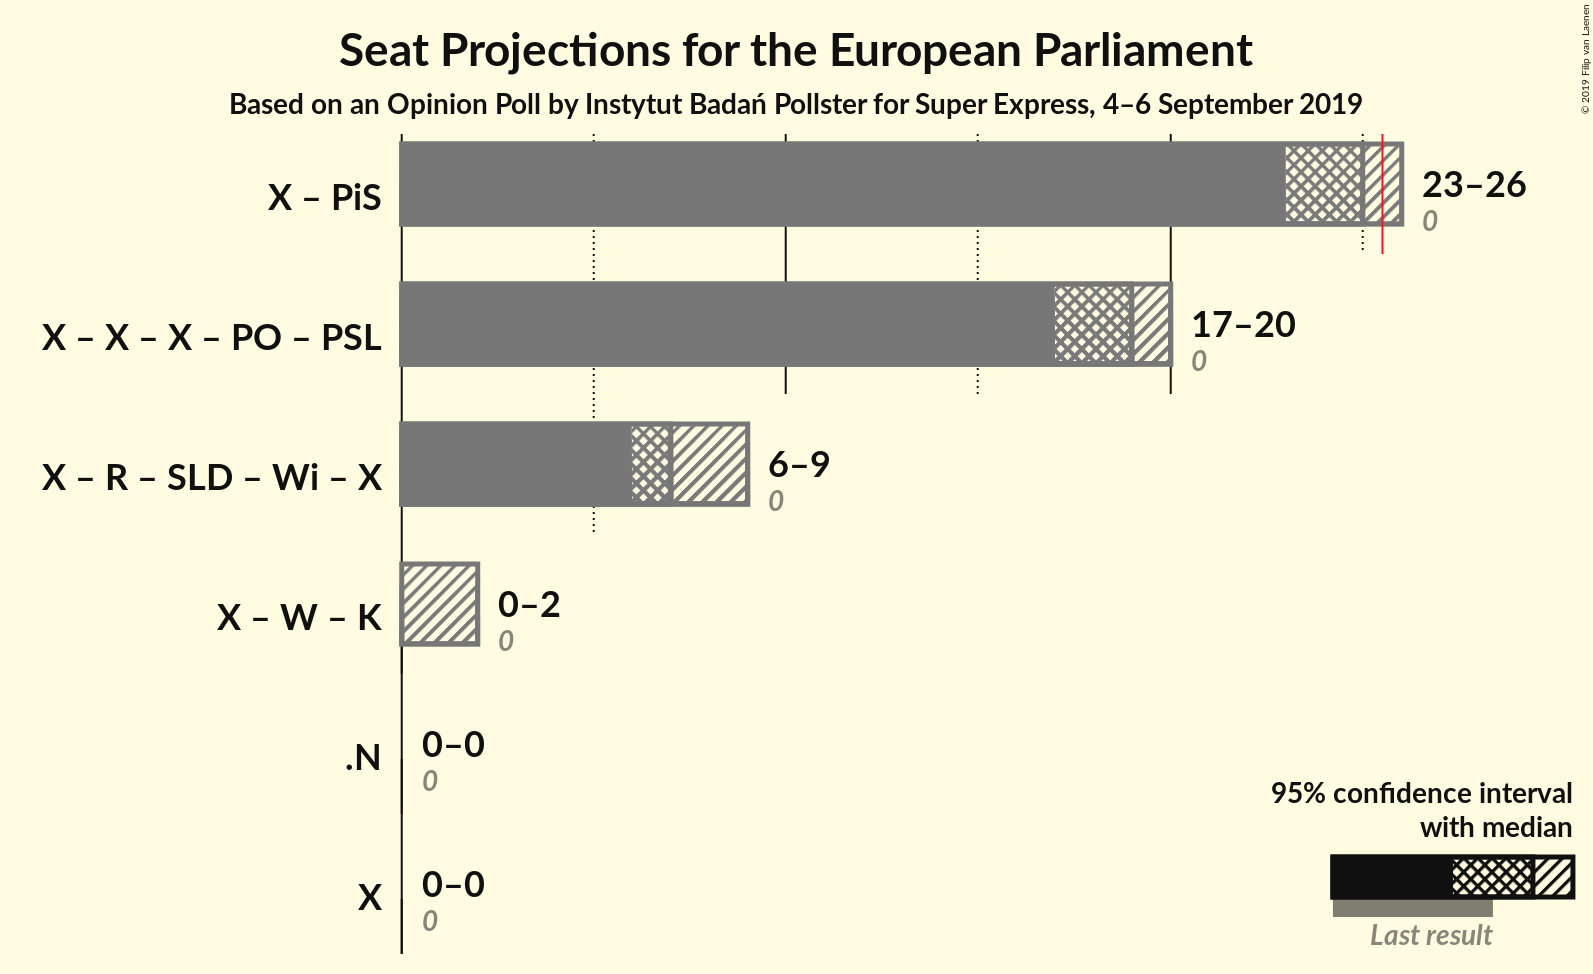 Seat Projections for the European Parliament
Based on an Opinion Poll by Instytut Badań Pollster for Super Express, 4–6 September 2019
© 2019 Filip van Laenen
X – PiS
23–26
0
X – X – X – PO – PSL
17–20
0
X – R – SLD – Wi – X
6–9
0
X – W – K
0–2
0
.N
0–0
0
X
0–0
0
95% confidence interval
with median
Last result